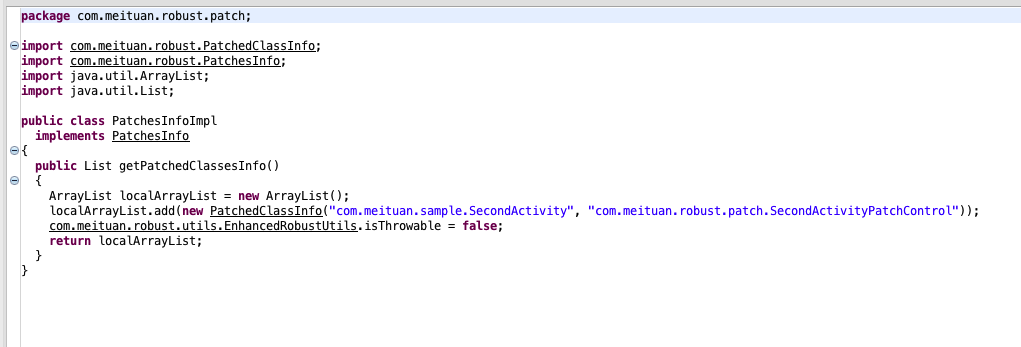 package com.meituan.robust.patch;
import com.meituan.robust.PatchedClassInfo;
import com.meituan.robust.PatchesInfo;
import java.util.ArrayList;
import java.util.List;
public class PatchesInfoImpl
implements PatchesInfo
{
public List getPatchedClassesInfo()
{
ArrayList localArrayList = new ArrayList();
localArrayList.add(new PatchedClassInfo("com.meituan.sample.SecondActivity", "com.meituan.robust.patch.SecondActivityPatchControl"));
com.meituan.robust.utils.EnhancedRobustUtils.isThrowable = false;
return localArrayList;
}
}